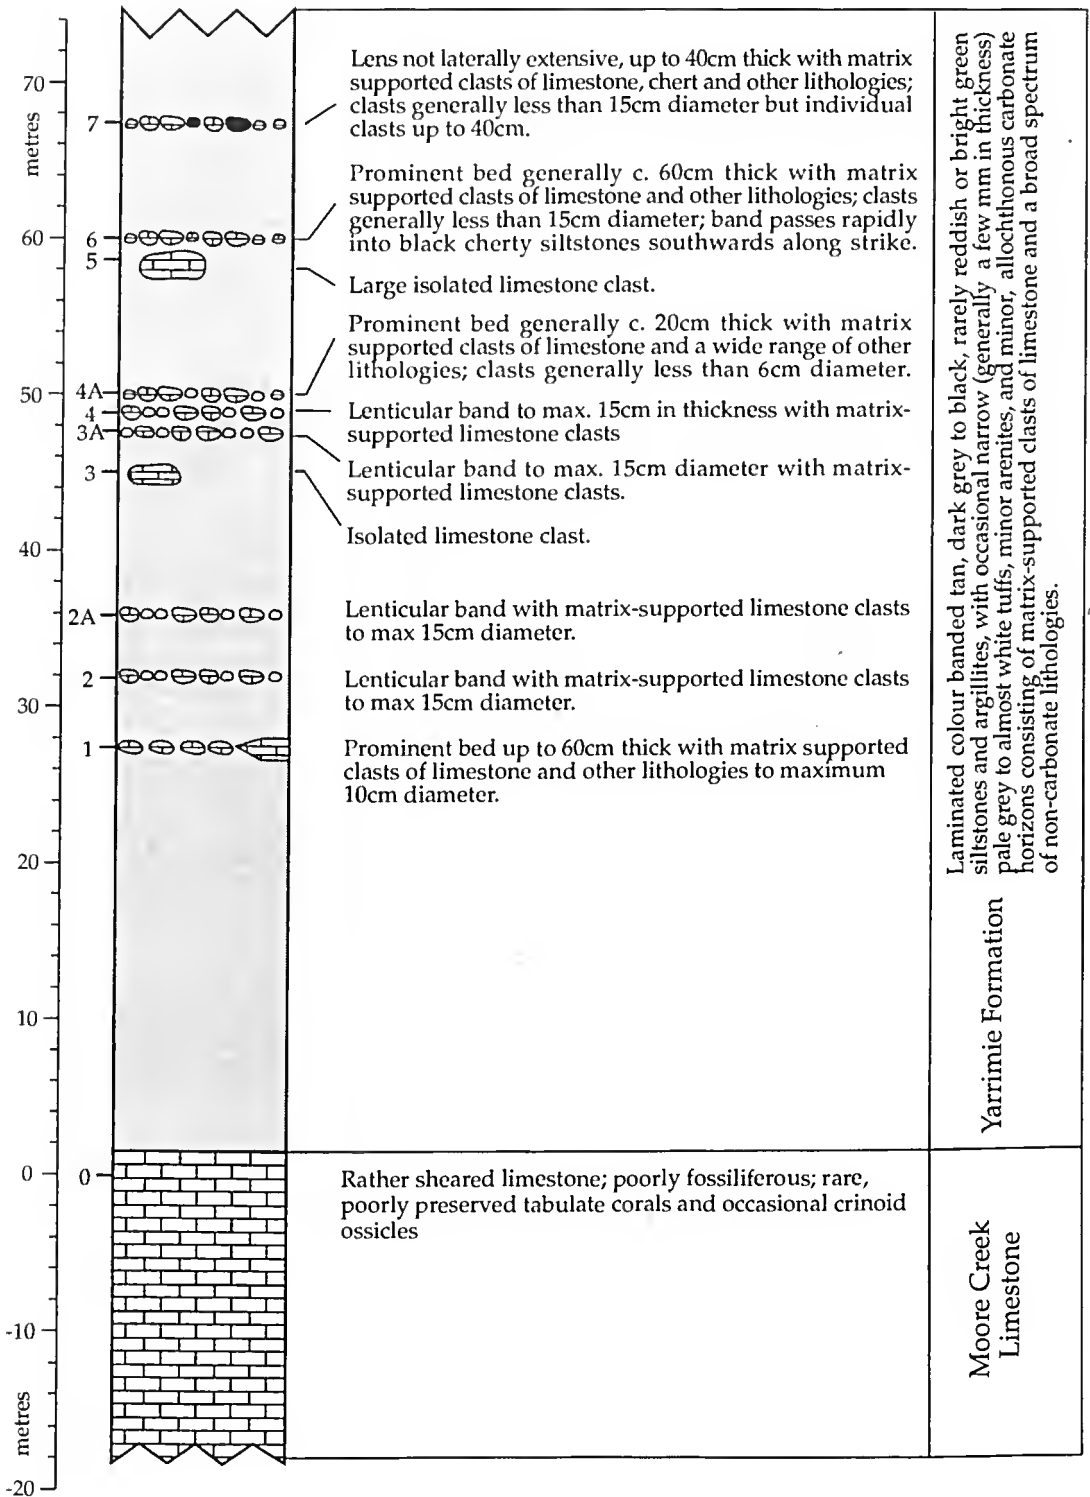 70
metres
60
50
40
30
20
10
0
-10
metres
-20
7
6
5
4A
4
3A
3
2A
2
1
0
Lens not laterally extensive, up to 40cm thick with matrix
supported clasts of limestone, chert and other lithologies;
clasts generally less than 15cm diameter but individual
clasts up to 40cm.
Prominent bed generally c. 60cm thick with matrix
supported clasts of limestone and other lithologies; clasts
generally less than 15cm diameter; band passes rapidly
into black cherty siltstones southwards along strike.
Large isolated limestone clast.
Prominent bed generally c. 20cm thick with matrix
supported clasts of limestone and a wide range of other
lithologies; clasts generally less than 6cm diameter.
Lenticular band to max. 15cm in thickness with matrix-
supported limestone clasts
Lenticular band to max. 15cm diameter with matrix-
supported limestone clasts.
Isolated limestone clast.
Lenticular band with matrix-supported limestone clasts
to max 15cm diameter.
Lenticular band with matrix-supported limestone clasts
to max 15cm diameter.
Prominent bed up to 60cm thick with matrix supported
clasts of limestone and other lithologies to maximum
10cm diameter.
Rather sheared limestone; poorly fossiliferous; rare,
poorly preserved tabulate corals and occasional crinoid
ossicles
Laminated colour banded tan, dark grey to black, rarely reddish or bright green
siltstones and argillites, with occasional narrow (generally a few mm in thickness)
pale grey to almost white tuffs, minor arenites, and minor, allochthonous carbonate
horizons consisting of matrix-supported clasts of limestone and a broad spectrum
of non-carbonate lithologies.
Yarrimie Formation
Moore Creek
Limestone